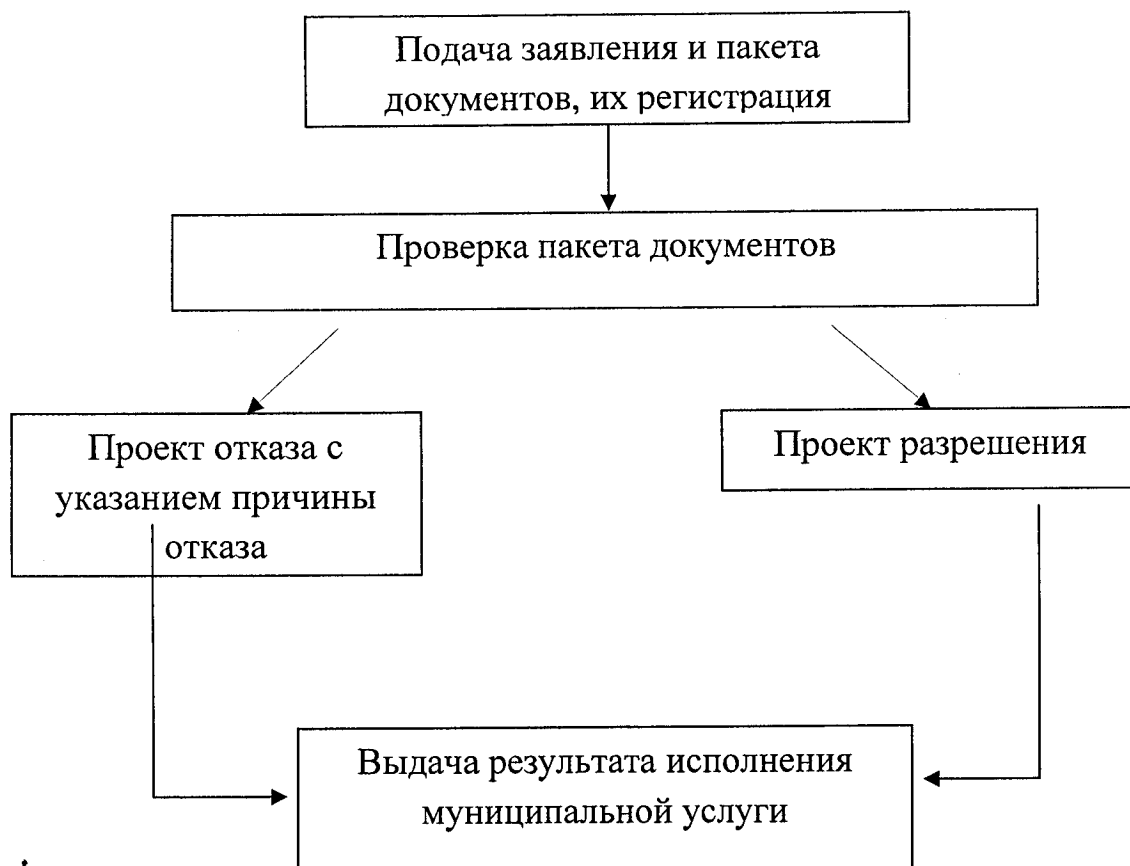 Подача заявления и пакета
документов, их регистрация
Проверка пакета документов
Проект отказа с
указанием причины
отказа
Проект разрешения
Выдача результата исполнения
муниципальной услуги